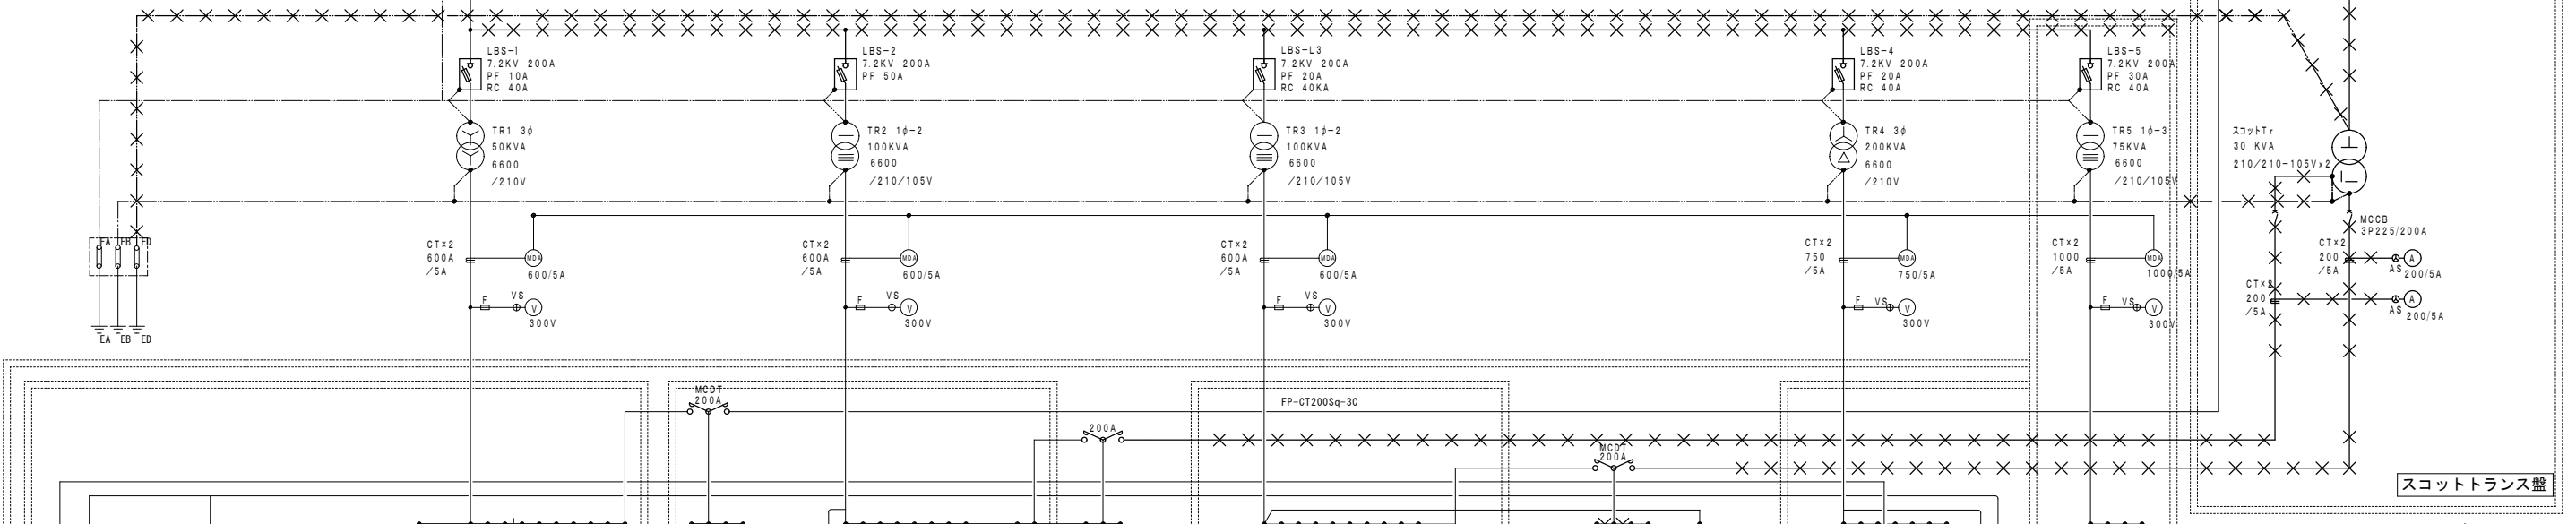 LBS-1
7.2KV 200A
PF 10A
RC 40A
LBS-2
7.2KV 200A
PF 50A
LBS-L3
7.2KV 200A
PF 20A
RC 40KA
LBS-4
7.2KV 200A
PF 20A
RC 40A
LBS-5
7.2KV 200A
PF 30A
RC 40A
TR1 3φ
50KVA
6600
/210V
TR2 1φ-2
100KVA
6600
/210/105V
TR3 1φ-2
100KVA
6600
/210/105V
TR4 3φ
200KVA
6600
/210V
TR5 1φ-3
75KVA
6600
/210/105V
スコットTr
30 KVA
210/210-105V×2
EA EB ED
CT×2
600A
/5A
MDA
600/5A
CT×2
600A
/5A
MDA
600/5A
CT×2
600A
/5A
MDA
600/5A
CT×2
750
/5A
MDA
750/5A
CT×2
1000
/5A
MDA
1000/5A
MCCB
3P225/200A
CT×2
200
/5A
A
AS
200/5A
CT×2
200
/5A
A
AS
200/5A
F VS V
300V
F VS V
300V
F VS V
300V
F VS V
300V
F VS V
300V
EA EB ED
MCDT
200A
200A
FP-CT200Sq-3C
MCDT
200A
スコットトランス盤